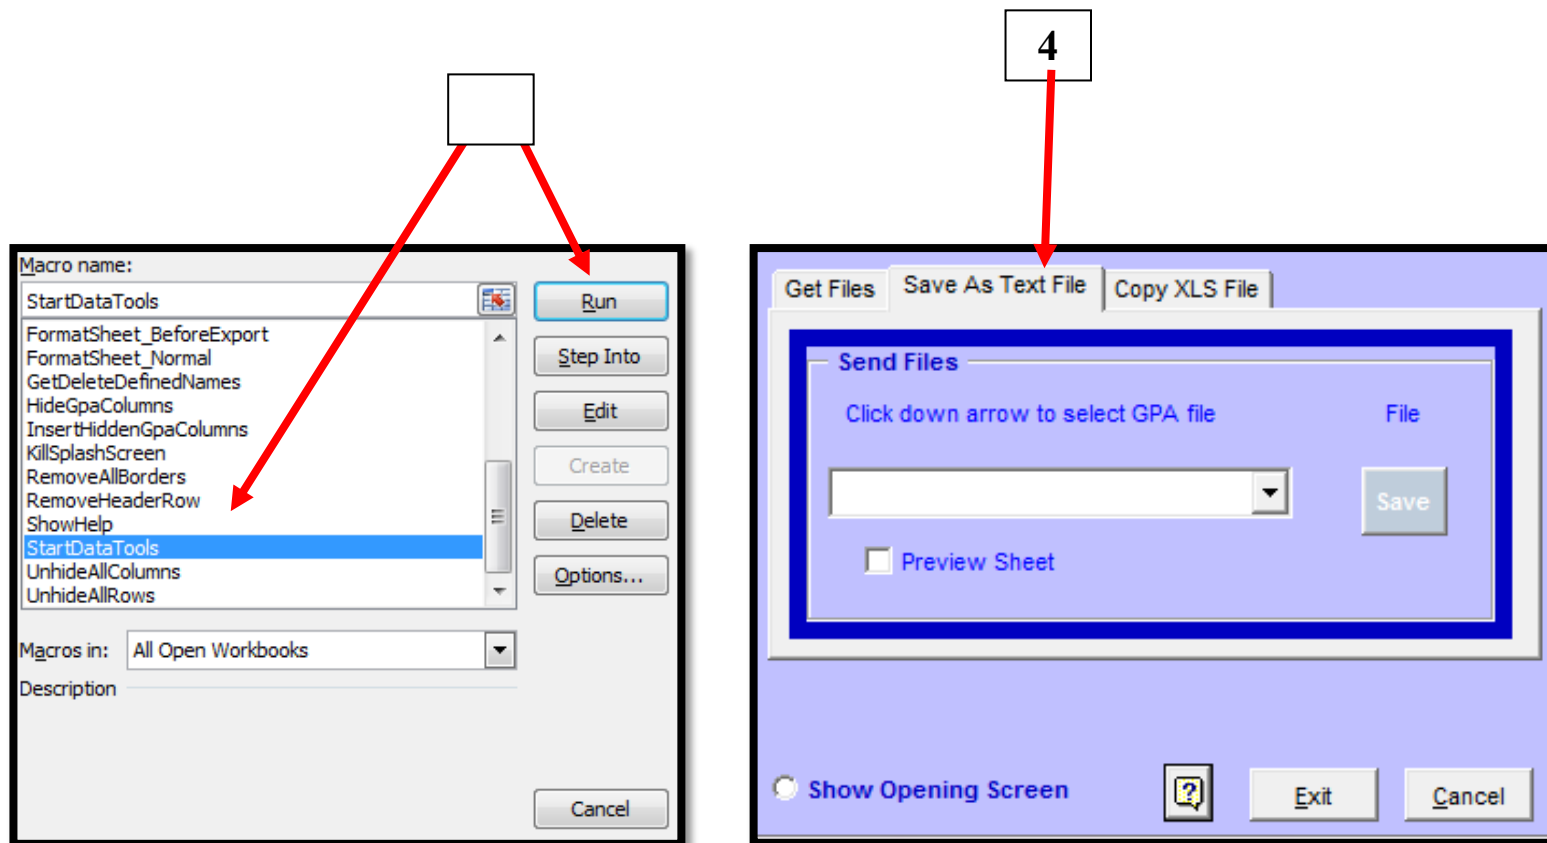 4
Macro name:
StartDataTools
Run
FormatSheet_BeforeExport
FormatSheet_Normal
GetDeleteDefinedNames
HideGpaColumns
InsertHiddenGpaColumns
KillSplashScreen
RemoveAllBorders
RemoveHeaderRow
ShowHelp
StartDataTools
UnhideAllColumns
UnhideAllRows
Step Into
Edit
Create
Delete
Options...
Macros in:
All Open Workbooks
Description
Cancel
Get Files
Save As Text File
Copy XLS File
Send Files
Click down arrow to select GPA file
File
Save
Preview Sheet
Show Opening Screen
?
Exit
Cancel